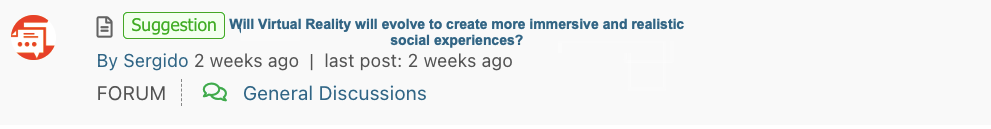 Suggestion Will Virtual Reality will evolve to create more immersive and realistic
social experiences?
By Sergido 2 weeks ago | last post: 2 weeks ago
FORUM General Discussions